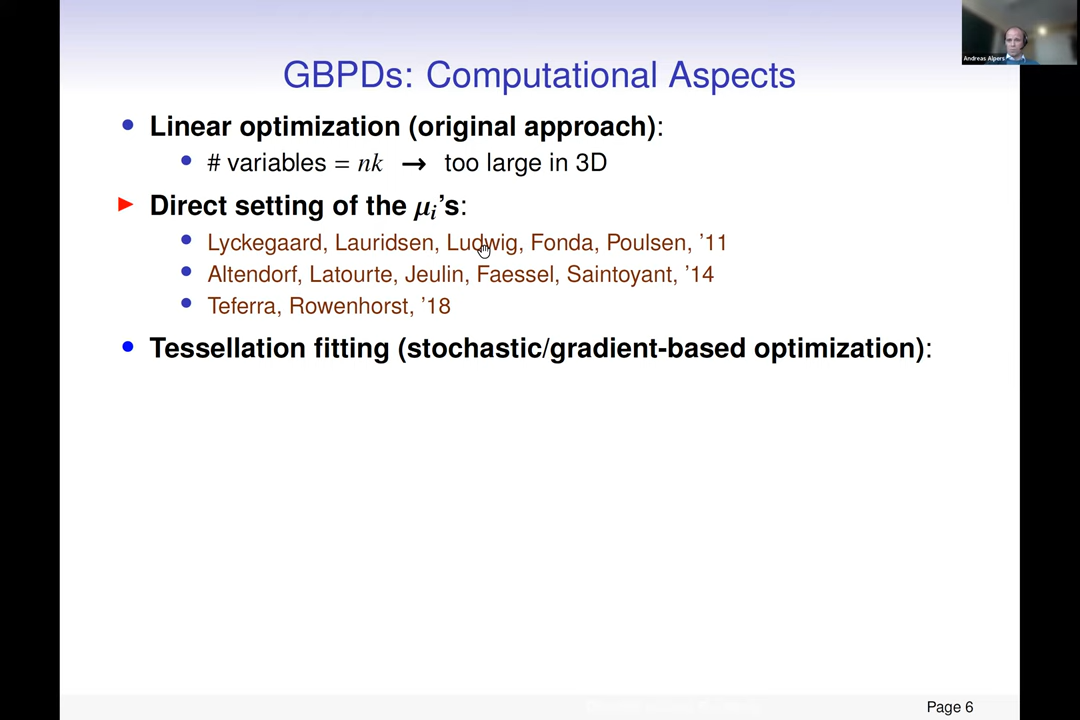 Andreas Alpers
GBPDs: Computational Aspects
• Linear optimization (original approach):
• # variables = nk → too large in 3D
► Direct setting of the μᵢ's:
• Lyckegaard, Lauridsen, Ludwig, Fonda, Poulsen, '11
• Altendorf, Latourte, Jeulin, Faessel, Saintoyant, '14
• Teferra, Rowenhorst, '18
• Tessellation fitting (stochastic/gradient-based optimization):
Page 6